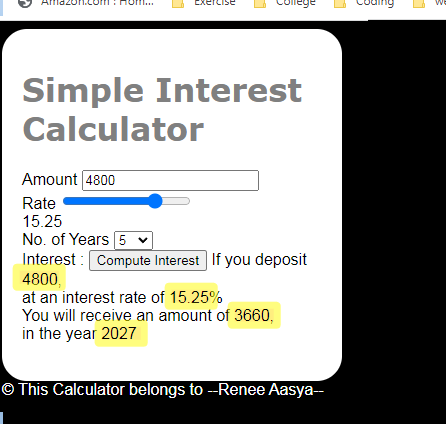 Amazon.com : Hom... Exercise College Coding we
Simple Interest
Calculator
Amount 4800
Rate
15.25
No. of Years 5
Interest : Compute Interest If you deposit
4800,
at an interest rate of 15.25%
You will receive an amount of 3660,
in the year 2027
© This Calculator belongs to --Renee Aasya--